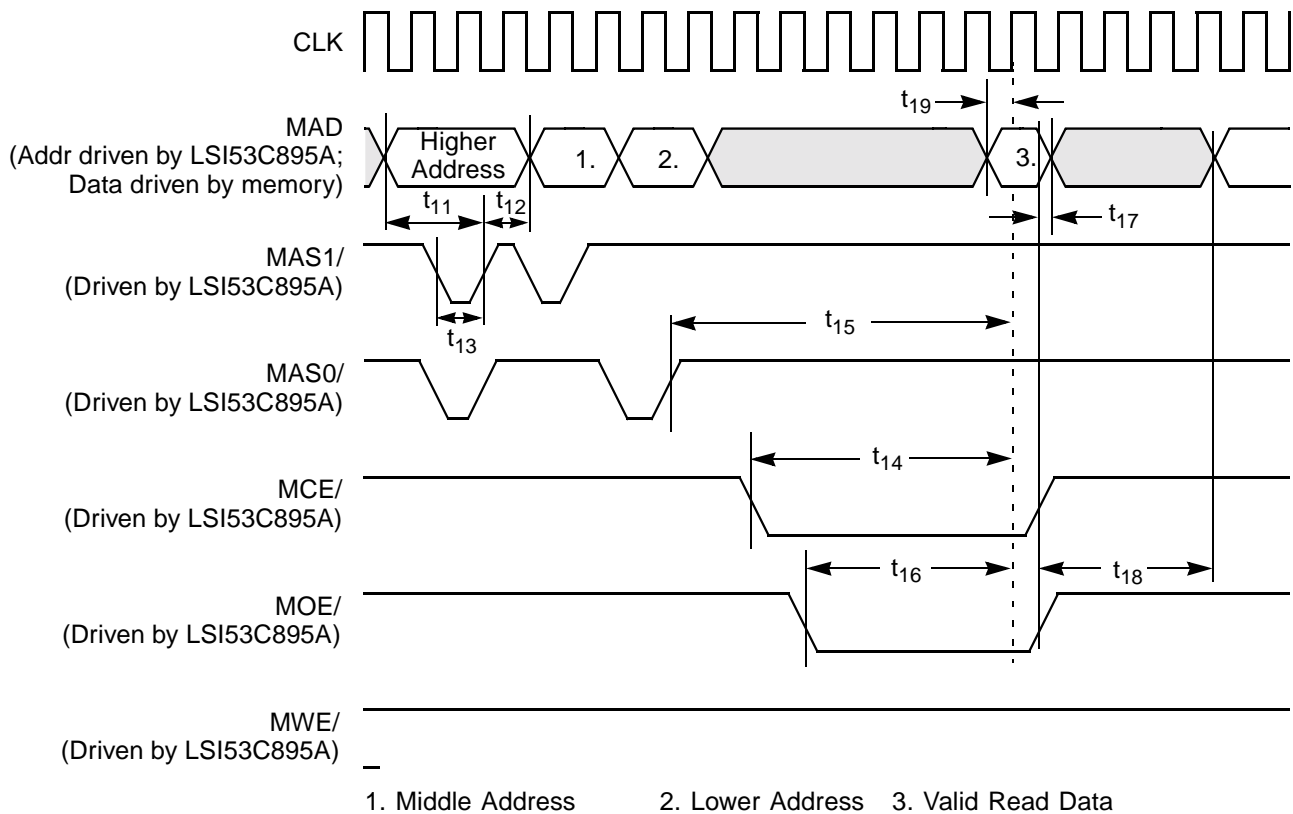 CLK
t19
MAD
(Addr driven by LSI53C895A;
Data driven by memory)
Higher
Address
1.
2.
3.
t11
t12
t17
MAS1/
(Driven by LSI53C895A)
t13
t15
MAS0/
(Driven by LSI53C895A)
t14
MCE/
(Driven by LSI53C895A)
t16
t18
MOE/
(Driven by LSI53C895A)
MWE/
(Driven by LSI53C895A)
1. Middle Address 2. Lower Address 3. Valid Read Data